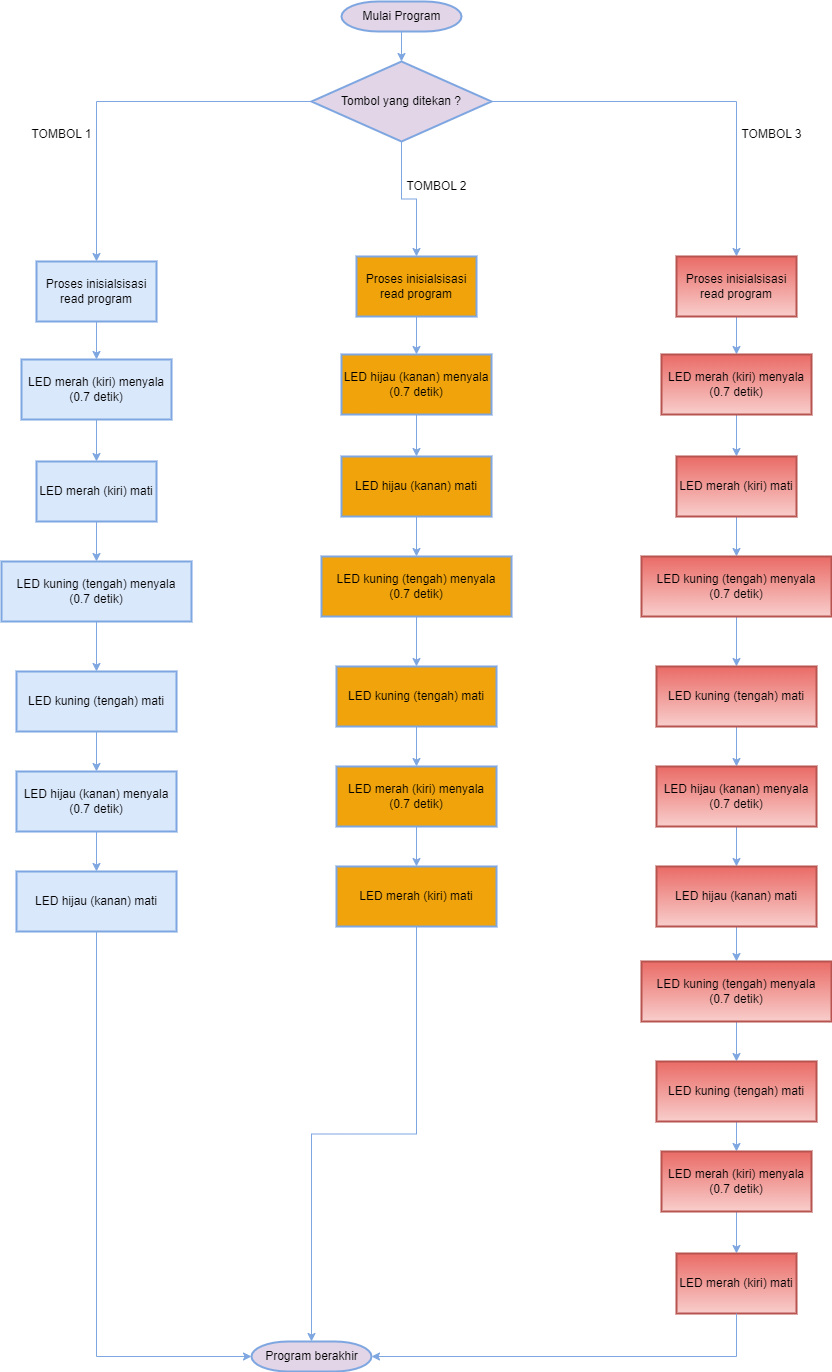 Mulai Program
Tombol yang ditekan ?
TOMBOL 1
TOMBOL 2
TOMBOL 3
Proses inisialsisasi
read program
LED merah (kiri) menyala
(0.7 detik)
LED merah (kiri) mati
LED kuning (tengah) menyala
(0.7 detik)
LED kuning (tengah) mati
LED hijau (kanan) menyala
(0.7 detik)
LED hijau (kanan) mati
Proses inisialsisasi
read program
LED hijau (kanan) menyala
(0.7 detik)
LED hijau (kanan) mati
LED kuning (tengah) menyala
(0.7 detik)
LED kuning (tengah) mati
LED merah (kiri) menyala
(0.7 detik)
LED merah (kiri) mati
Proses inisialsisasi
read program
LED merah (kiri) menyala
(0.7 detik)
LED merah (kiri) mati
LED kuning (tengah) menyala
(0.7 detik)
LED kuning (tengah) mati
LED hijau (kanan) menyala
(0.7 detik)
LED hijau (kanan) mati
LED kuning (tengah) menyala
(0.7 detik)
LED kuning (tengah) mati
LED merah (kiri) menyala
(0.7 detik)
LED merah (kiri) mati
Program berakhir